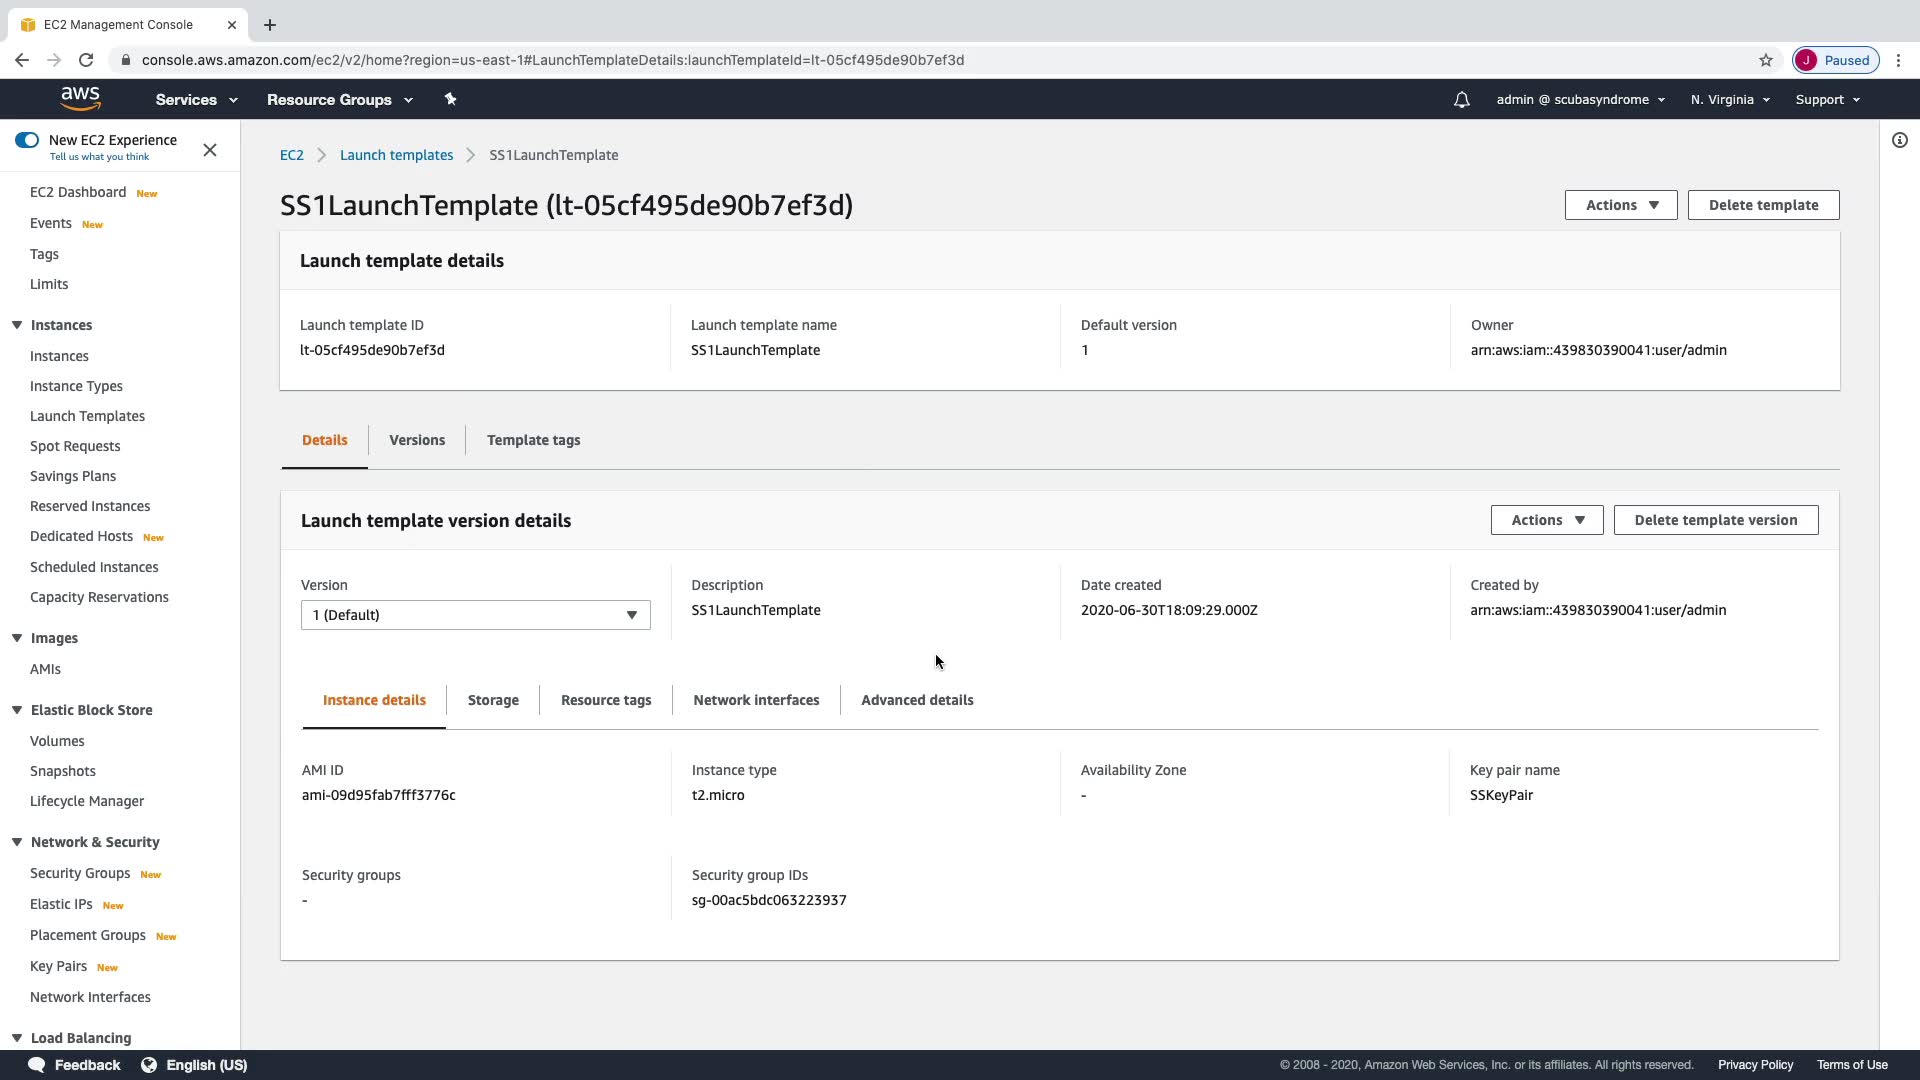 EC2 Management Console
console.aws.amazon.com/ec2/v2/home?region=us-east-1#LaunchTemplateDetails:launchTemplateId=lt-05cf495de90b7ef3d
J Paused
aws Services Resource Groups admin @ scubasyndrome N. Virginia Support
New EC2 Experience
Tell us what you think
EC2 Dashboard New
Events New
Tags
Limits
Instances
Instances
Instance Types
Launch Templates
Spot Requests
Savings Plans
Reserved Instances
Dedicated Hosts New
Scheduled Instances
Capacity Reservations
Images
AMIs
Elastic Block Store
Volumes
Snapshots
Lifecycle Manager
Network & Security
Security Groups New
Elastic IPs New
Placement Groups New
Key Pairs New
Network Interfaces
Load Balancing
EC2 Launch templates SS1LaunchTemplate
SS1LaunchTemplate (lt-05cf495de90b7ef3d)
Actions Delete template
Launch template details
Launch template ID Launch template name Default version Owner
lt-05cf495de90b7ef3d SS1LaunchTemplate 1 arn:aws:iam::439830390041:user/admin
Details Versions Template tags
Launch template version details Actions Delete template version
Version Description Date created Created by
1 (Default) SS1LaunchTemplate 2020-06-30T18:09:29.000Z arn:aws:iam::439830390041:user/admin
Instance details Storage Resource tags Network interfaces Advanced details
AMI ID Instance type Availability Zone Key pair name
ami-09d95fab7fff3776c t2.micro - SSKeyPair
Security groups Security group IDs
- sg-00ac5bdc063223937
Feedback English (US) © 2008 - 2020, Amazon Web Services, Inc. or its affiliates. All rights reserved. Privacy Policy Terms of Use